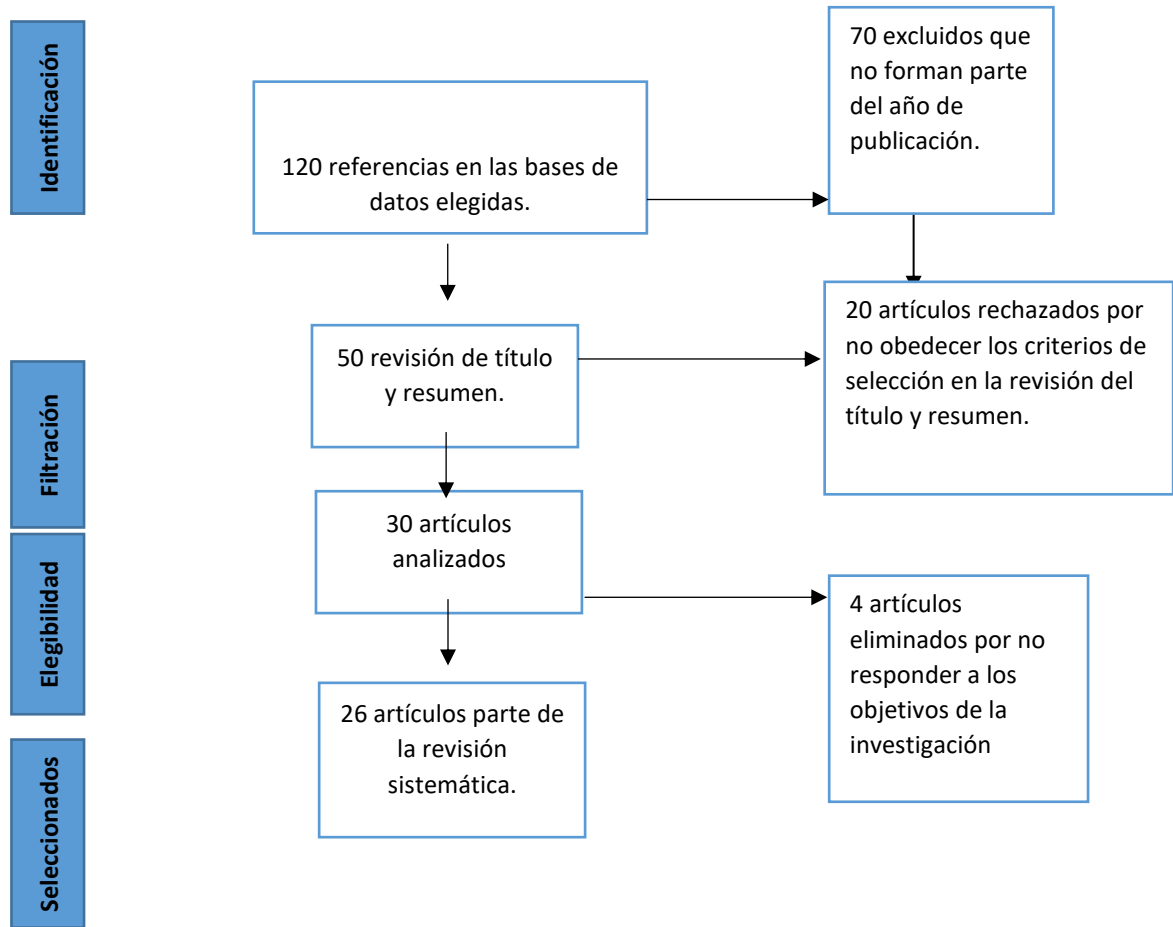 Identificación
120 referencias en las bases de
datos elegidas.
70 excluidos que
no forman parte
del año de
publicación.
Filtración
50 revisión de título
y resumen.
20 artículos rechazados por
no obedecer los criterios de
selección en la revisión del
título y resumen.
Elegibilidad
30 artículos
analizados
4 artículos
eliminados por no
responder a los
objetivos de la
investigación
Seleccionados
26 artículos parte de
la revisión
sistemática.